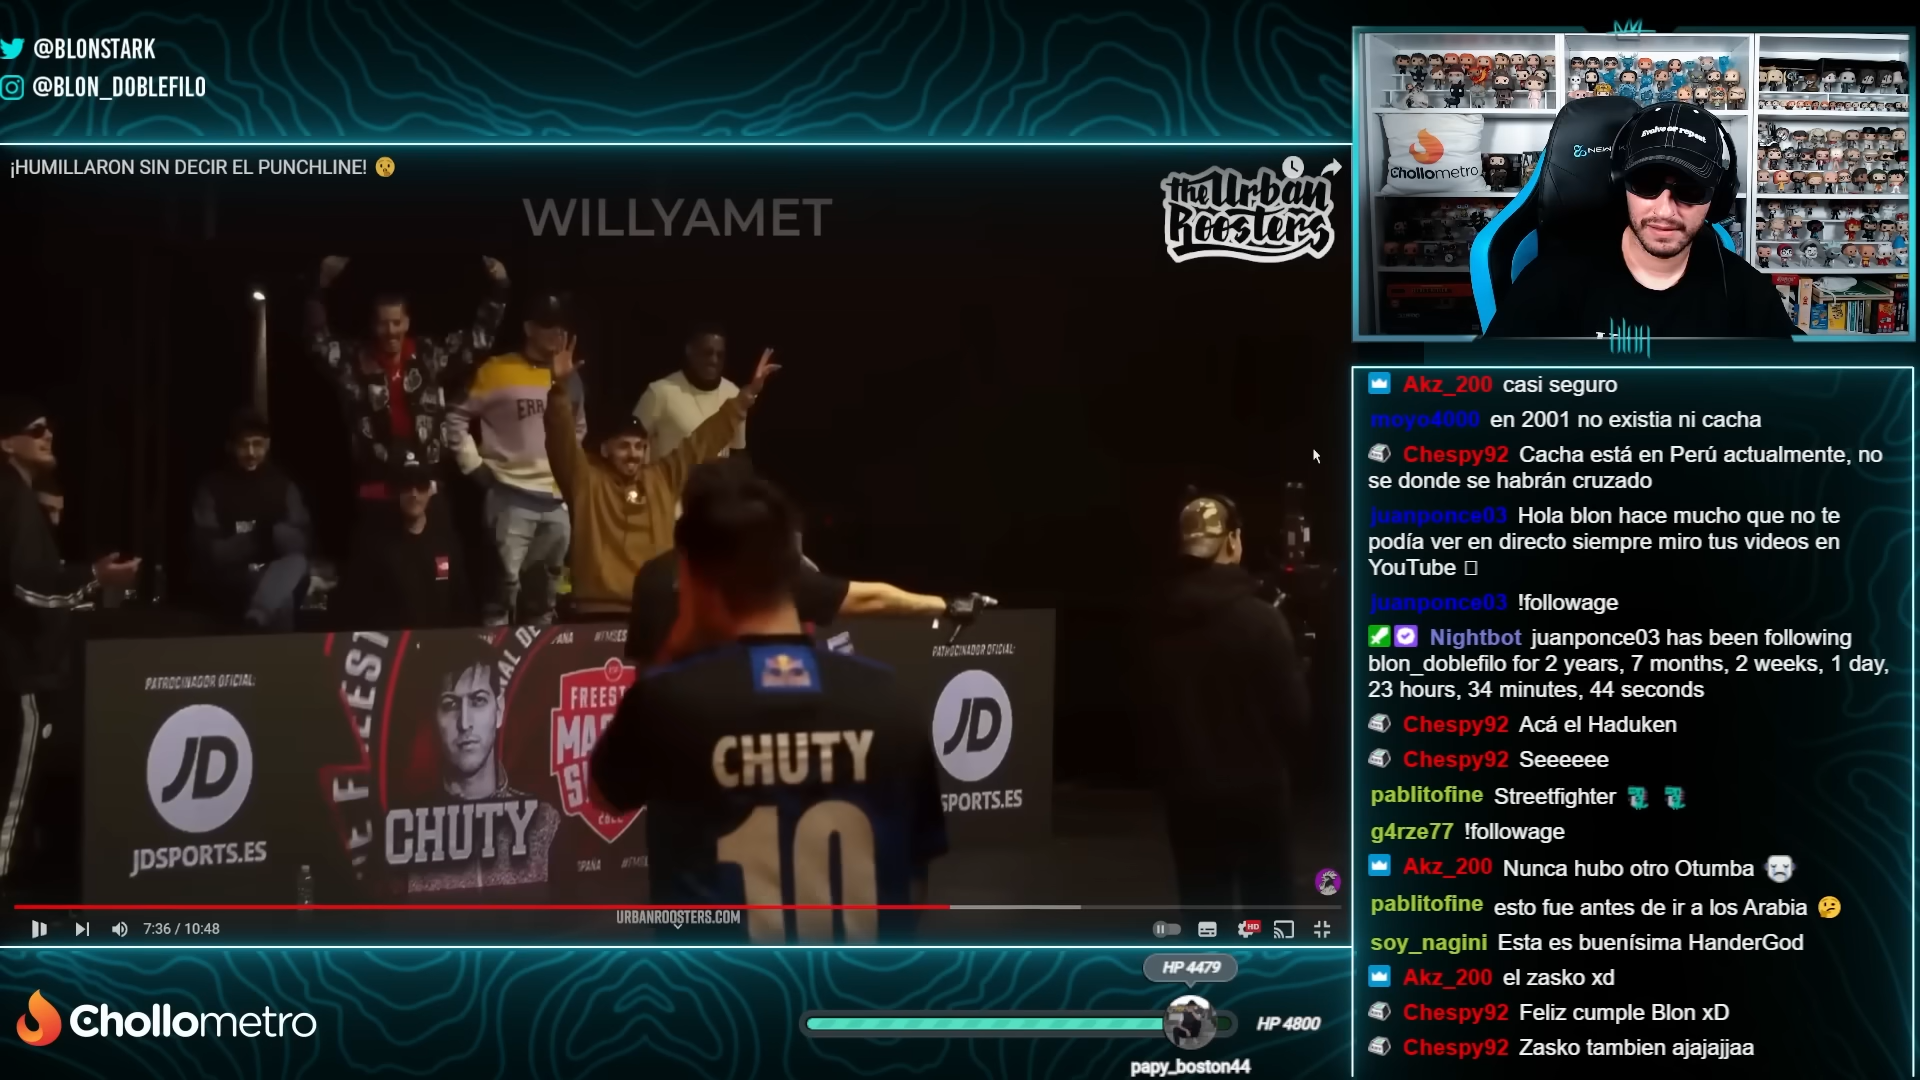 @BLONSTARK
@BLON_DOBLEFILO
¡HUMILLARON SIN DECIR EL PUNCHLINE!
WILLYAMET
the Urban
Roosters
PATROCINADOR OFICIAL:
JD
JDSPORTS.ES
CHUTY
FREEST
CHUTY
10
PATROCINADOR OFICIAL:
JD
SPORTS.ES
URBANROOSTERS.COM
7:36 / 10:48
HD
Chollometro
HP 4479
HP 4800
papy_boston44
Evolve or repeat
NEW
Chollometro
Akz_200 casi seguro
moyo4000 en 2001 no existia ni cacha
Chespy92 Cacha está en Perú actualmente, no
se donde se habrán cruzado
juanponce03 Hola blon hace mucho que no te
podía ver en directo siempre miro tus videos en
YouTube
juanponce03 !followage
Nightbot juanponce03 has been following
blon_doblefilo for 2 years, 7 months, 2 weeks, 1 day,
23 hours, 34 minutes, 44 seconds
Chespy92 Acá el Haduken
Chespy92 Seeeeee
pablitofine Streetfighter
g4rze77 !followage
Akz_200 Nunca hubo otro Otumba
pablitofine esto fue antes de ir a los Arabia
soy_nagini Esta es buenísima HanderGod
Akz_200 el zasko xd
Chespy92 Feliz cumple Blon xD
Chespy92 Zasko tambien ajajajjaa